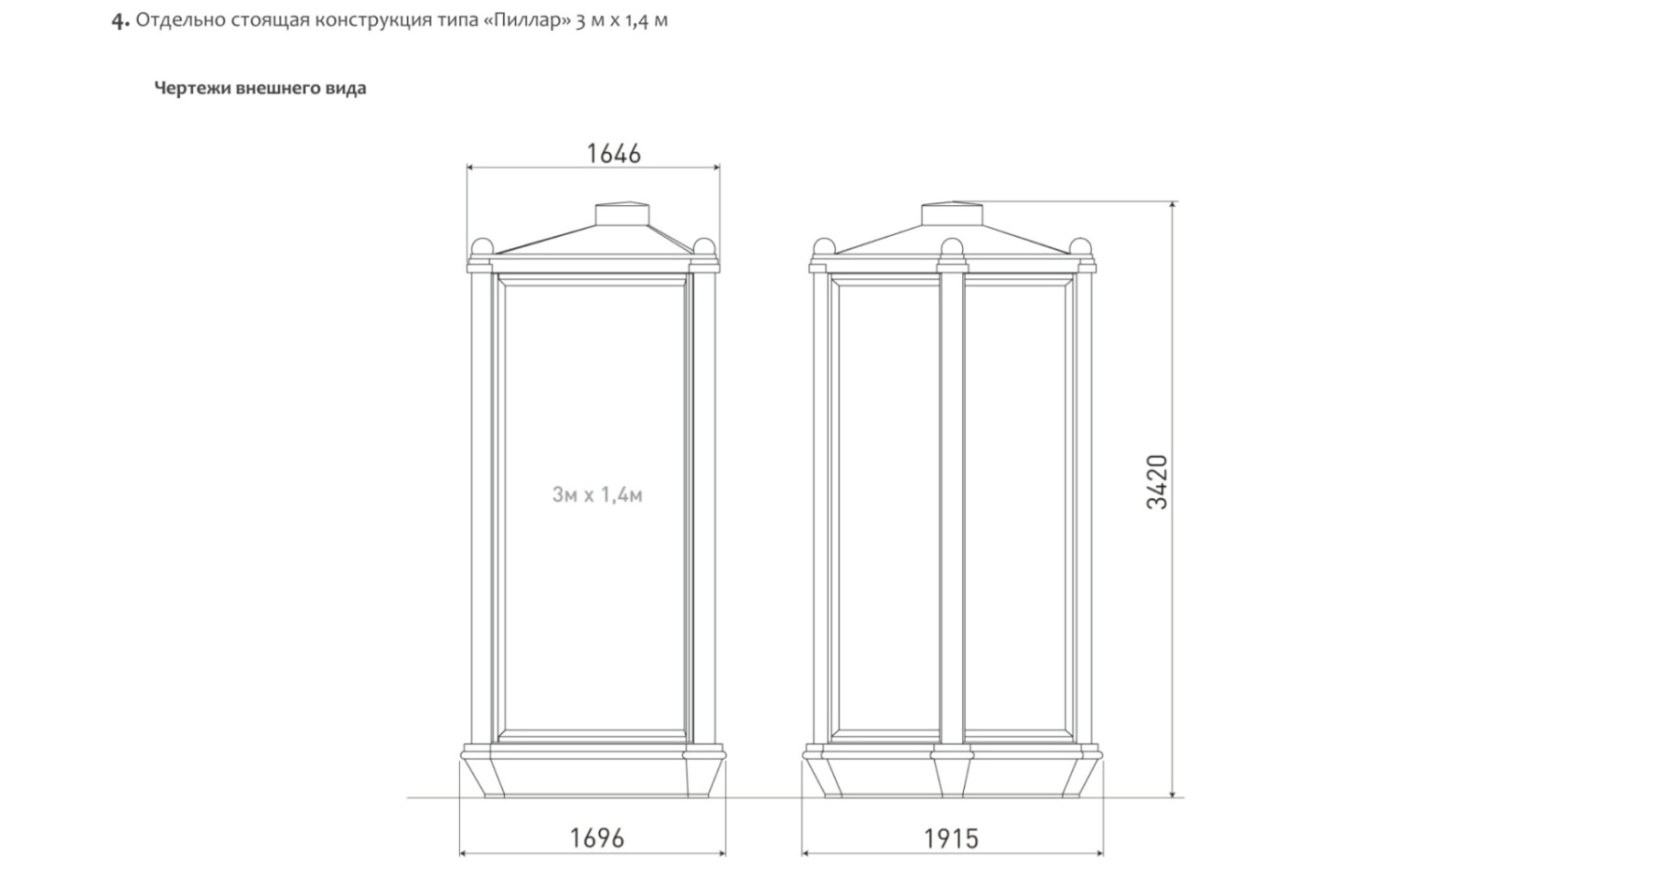 4. Отдельно стоящая конструкция типа «Пиллар» 3 м x 1,4 м
Чертежи внешнего вида
1646
3м x 1,4м
3420
1696
1915